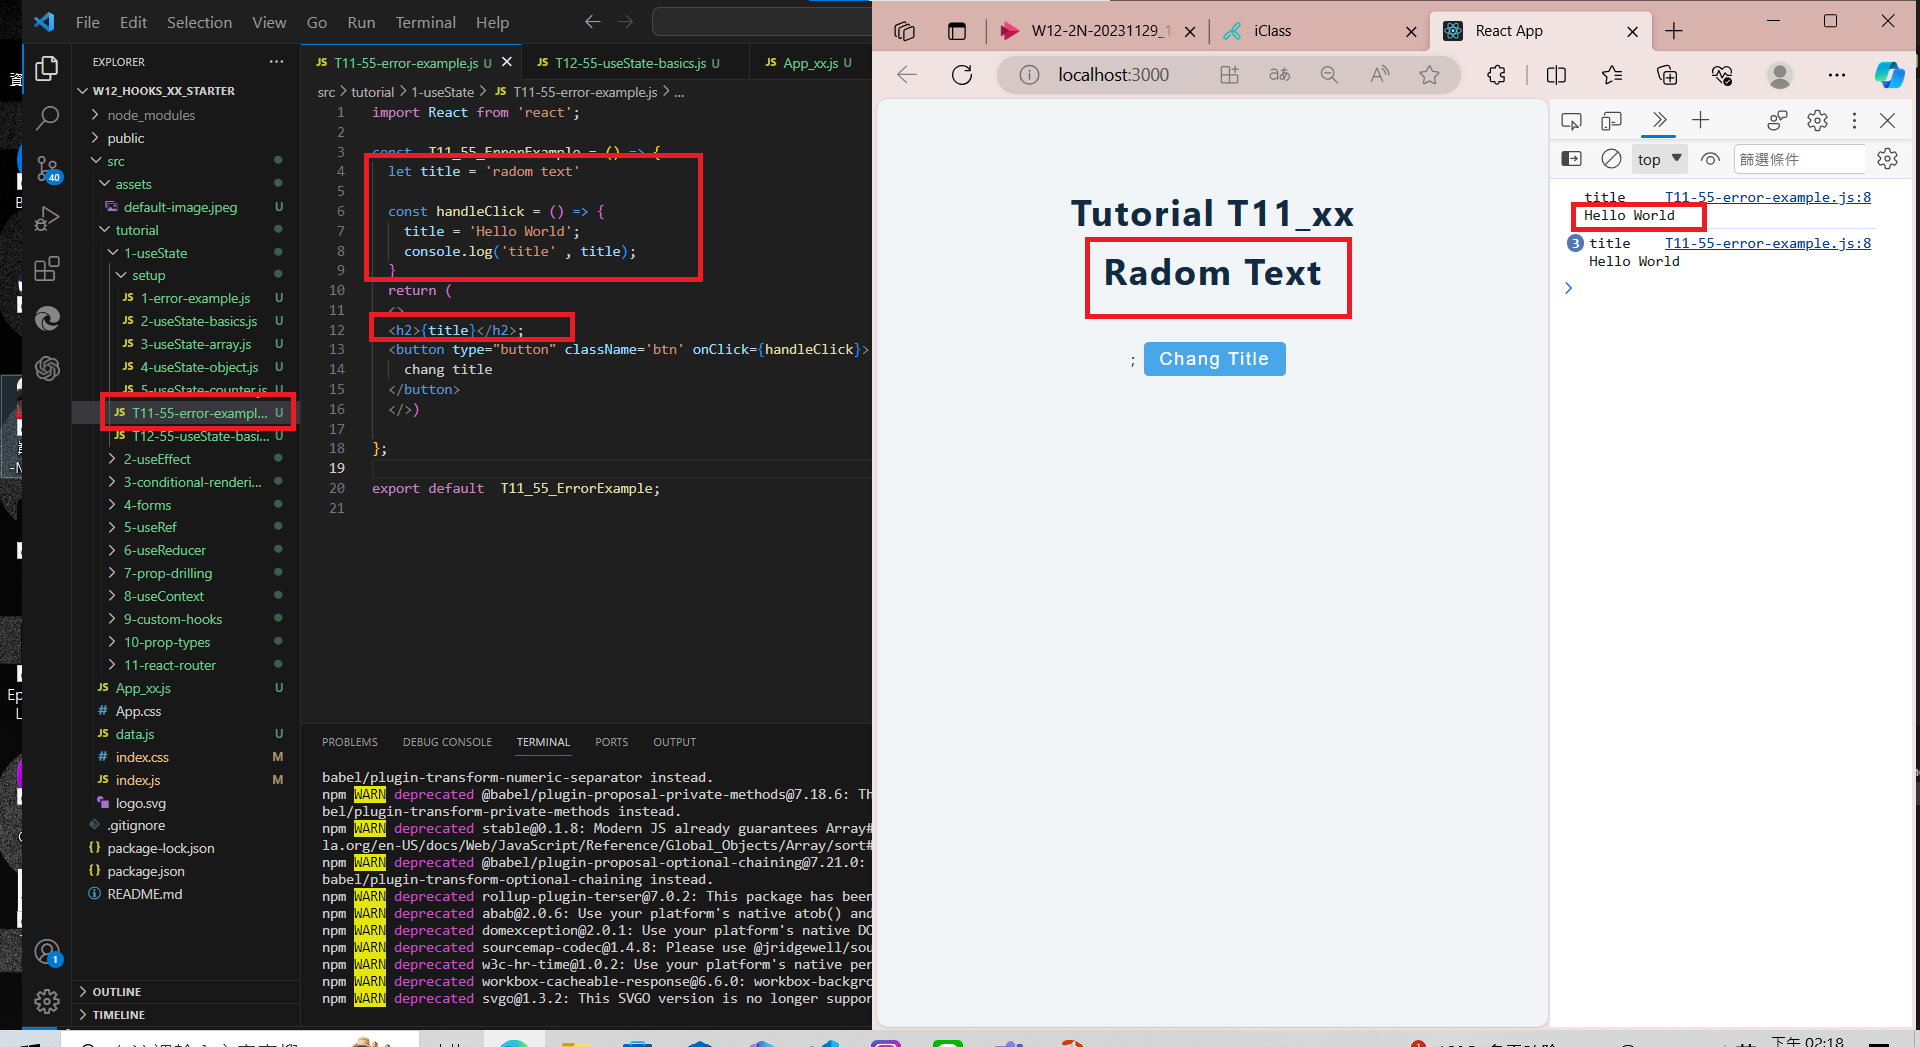 File Edit Selection View Go Run Terminal Help
EXPLORER
W12_HOOKS_XX_STARTER
node_modules
public
src
assets
default-image.jpeg U
tutorial
1-useState
setup
1-error-example.js U
2-useState-basics.js U
3-useState-array.js U
4-useState-object.js U
5-useState-counter.js U
T11-55-error-exampl... U
T12-55-useState-basi... U
2-useEffect
3-conditional-renderi...
4-forms
5-useRef
6-useReducer
7-prop-drilling
8-useContext
9-custom-hooks
10-prop-types
11-react-router
App_xx.js U
App.css
data.js U
index.css M
index.js M
logo.svg
.gitignore
package-lock.json
package.json
README.md
OUTLINE
TIMELINE
40
1
JS T11-55-error-example.js U
JS T12-55-useState-basics.js U
JS App_xx.js U
src > tutorial > 1-useState > JS T11-55-error-example.js > ...
1 import React from 'react';
2
3 const T11_55_ErrorExample = () => {
4 let title = 'radom text'
5
6 const handleClick = () => {
7 title = 'Hello World';
8 console.log('title' , title);
9 }
10 return (
11 <>
12 <h2>{title}</h2>;
13 <button type="button" className='btn' onClick={handleClick}>
14 chang title
15 </button>
16 </>)
17
18 };
19
20 export default T11_55_ErrorExample;
21
PROBLEMS DEBUG CONSOLE TERMINAL PORTS OUTPUT
babel/plugin-transform-numeric-separator instead.
npm WARN deprecated @babel/plugin-proposal-private-methods@7.18.6: Th
bel/plugin-transform-private-methods instead.
npm WARN deprecated stable@0.1.8: Modern JS already guarantees Array#
la.org/en-US/docs/Web/JavaScript/Reference/Global_Objects/Array/sort#
npm WARN deprecated @babel/plugin-proposal-optional-chaining@7.21.0:
babel/plugin-transform-optional-chaining instead.
npm WARN deprecated rollup-plugin-terser@7.0.2: This package has been
npm WARN deprecated abab@2.0.6: Use your platform's native atob() and
npm WARN deprecated domexception@2.0.1: Use your platform's native DO
npm WARN deprecated sourcemap-codec@1.4.8: Please use @jridgewell/sou
npm WARN deprecated w3c-hr-time@1.0.2: Use your platform's native per
npm WARN deprecated workbox-cacheable-response@6.6.0: workbox-backgro
npm WARN deprecated svgo@1.3.2: This SVGO version is no longer suppor
W12-2N-20231129_1
iClass
React App
localhost:3000
Tutorial T11_xx
Radom Text
; Chang Title
top
篩選條件
title T11-55-error-example.js:8
Hello World
3 title T11-55-error-example.js:8
Hello World
下午 02:18